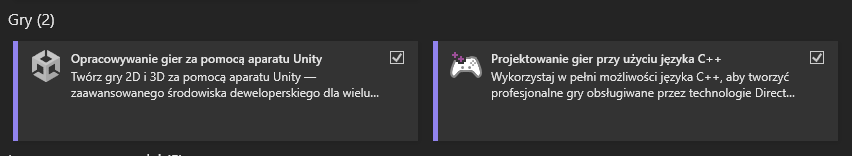 Gry (2)
Opracowywanie gier za pomocą aparatu Unity
Twórz gry 2D i 3D za pomocą aparatu Unity —
zaawansowanego środowiska deweloperskiego dla wielu...
Projektowanie gier przy użyciu języka C++
Wykorzystaj w pełni możliwości języka C++, aby tworzyć
profesjonalne gry obsługiwane przez technologie Direct...